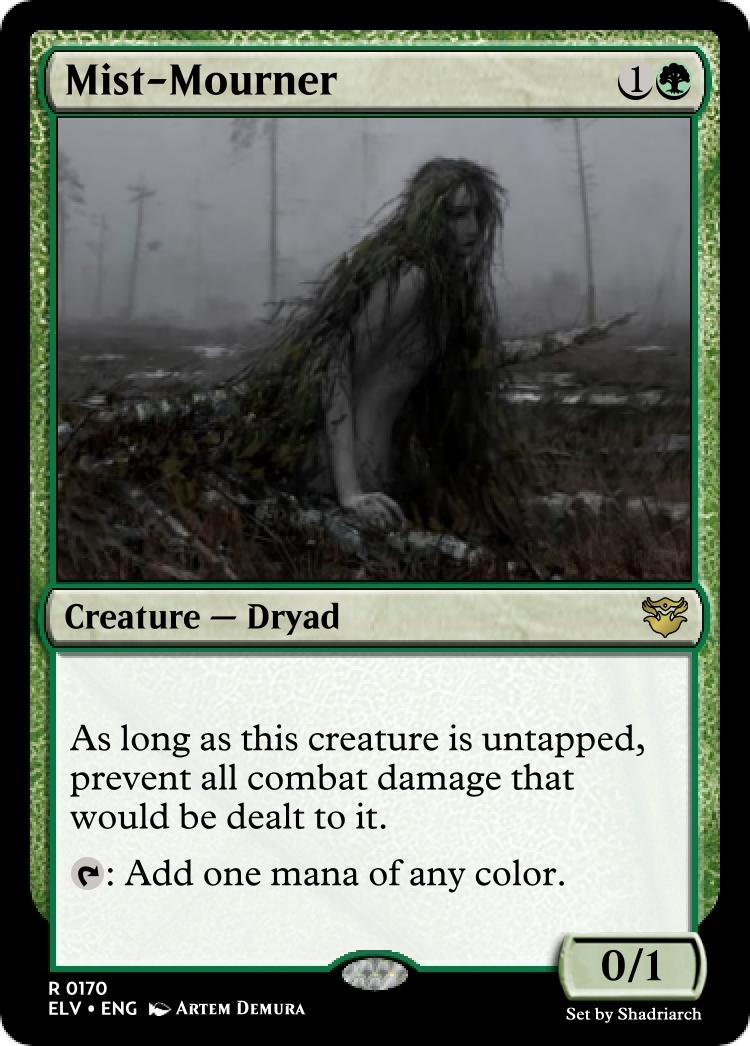 Mist-Mourner 1
Creature — Dryad
As long as this creature is untapped,
prevent all combat damage that
would be dealt to it.
: Add one mana of any color.
0/1
R 0170
ELV • ENG Artem Demura
Set by Shadriarch